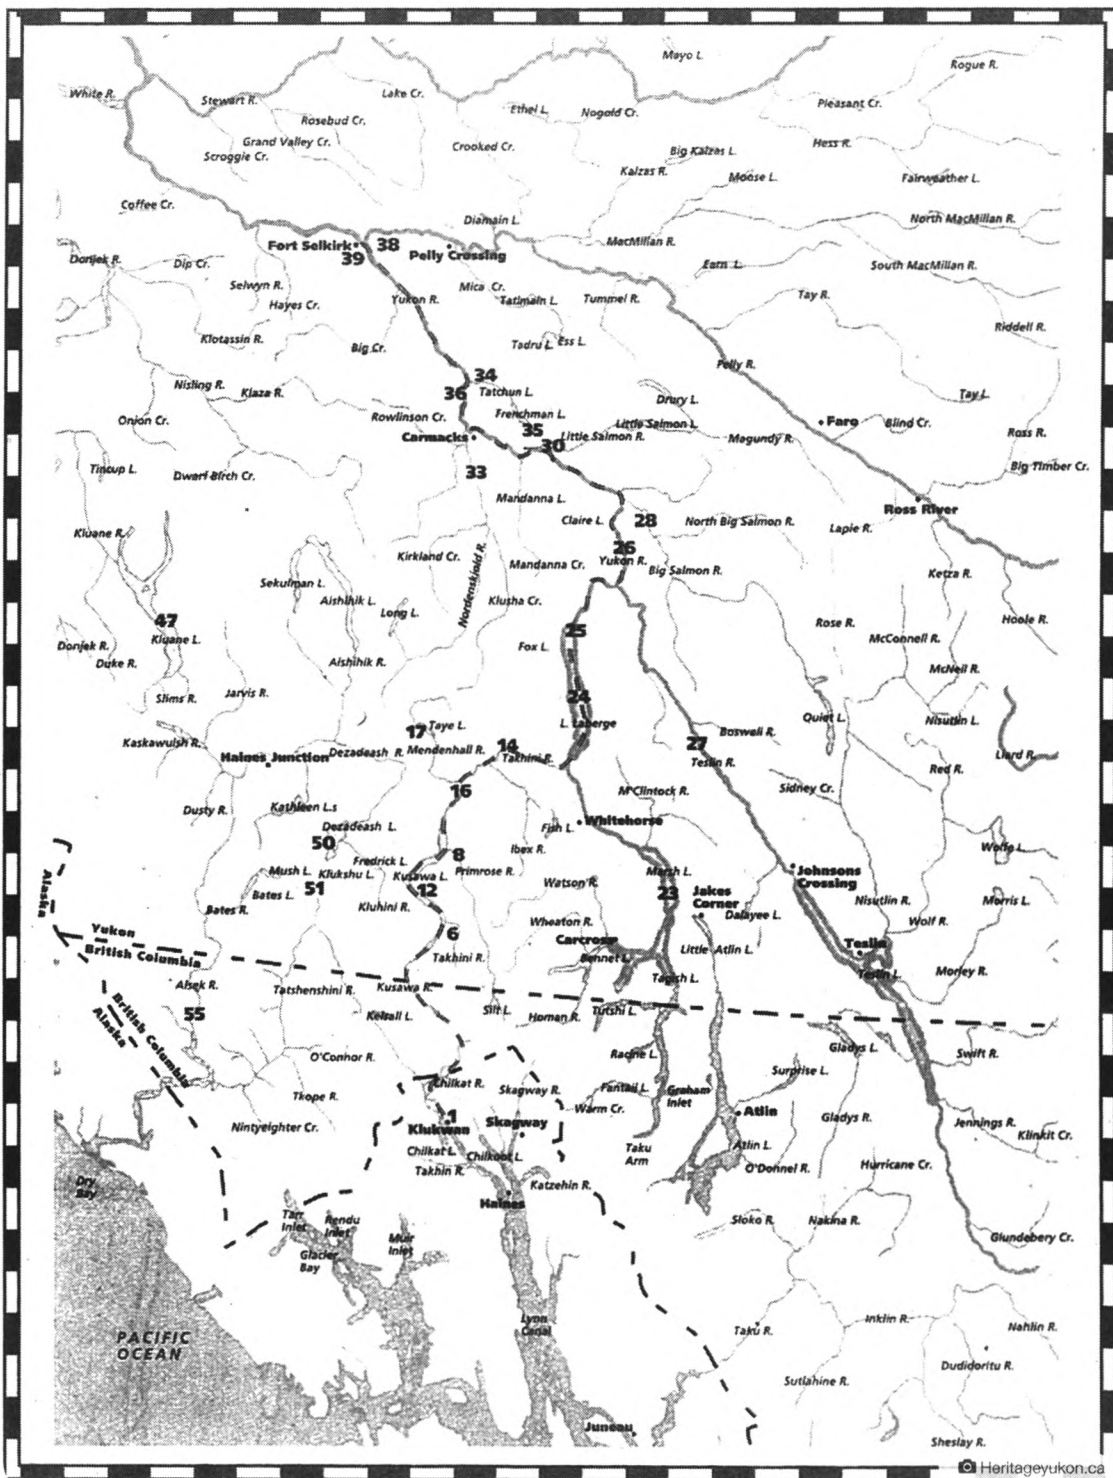 Mayo L.
Rogue R.
White R.
Stewart R.
Lake Cr.
Ethel L.
Nogold Cr.
Pleasant Cr.
Rosebud Cr.
Grand Valley Cr.
Scroggie Cr.
Crooked Cr.
Hess R.
Big Kalzas L.
Kalzas R.
Moose L.
Fairweather L.
Coffee Cr.
Diamain L.
North MacMillan R.
Fort Selkirk
38
39
Pelly Crossing
MacMillan R.
Donjek R.
Dip Cr.
Earn L.
South MacMillan R.
Selwyn R.
Hayes Cr.
Yukon R.
Mica Cr.
Tatlmain L.
Tummel R.
Tay R.
Riddell R.
Klotassin R.
Big Cr.
Tadru L.
Ess L.
Pelly R.
Nisling R.
Klaza R.
34
36
Tatchun L.
Drury L.
Tay L.
Onion Cr.
Rowlinson Cr.
Frenchman L.
35
Little Salmon L.
Faro
Blind Cr.
Carmacks
30
Little Salmon R.
Magundy R.
Ross R.
Tincup L.
Dwarf Birch Cr.
33
Big Timber Cr.
Mandanna L.
Ross River
Claire L.
28
North Big Salmon R.
Lapie R.
Kluane R.
26
Kirkland Cr.
Mandanna Cr.
Yukon R.
Big Salmon R.
Ketza R.
Sekulman L.
Aishihik L.
Long L.
Nordenskiold R.
Klusha Cr.
47
Kluane L.
25
Rose R.
Hoole R.
McConnell R.
Donjek R.
Duke R.
Aishihik R.
Fox L.
McNeil R.
Slims R.
Jarvis R.
24
17
Taye L.
L. Laberge
Quiet L.
Nisutlin L.
Kaskawulsh R.
Haines Junction
Dezadeash R.
Mendenhall R.
14
Takhini R.
27
Boswell R.
Teslin R.
Liard R.
Red R.
16
M'Clintock R.
Sidney Cr.
Dusty R.
Kathleen L.s
Dezadeash L.
Fish L.
Whitehorse
50
Ibex R.
Wolfe L.
Fredrick L.
8
Mush L.
Klukshu L.
Kusawa L.
Primrose R.
Marsh L.
Johnsons
Crossing
Bates L.
51
12
Watson R.
23
Jakes
Corner
Alaska
Bates R.
Kluhini R.
Nisutlin R.
Morris L.
Dalayee L.
Wheaton R.
Wolf R.
Yukon
British Columbia
6
Carcross
Bennet L.
Little Atlin L.
Teslin
Takhini R.
Tagish L.
Teslin L.
Morley R.
Alsek R.
Tatshenshini R.
Kusawa R.
British Columbia
Alaska
55
Kelsall L.
Silt L.
Homan R.
Tutshi L.
O'Connor R.
Racine L.
Gladys L.
Swift R.
Surprise L.
Tkope R.
Chilkat R.
Skagway R.
Fantail L.
Graham
Inlet
Warm Cr.
Nintyeighter Cr.
1
Klukwan
Skagway
Atlin
Gladys R.
Jennings R.
Klinkit Cr.
Chilkat L.
Chilkoot L.
Taku
Arm
Atlin L.
Takhin R.
Katzehin R.
O'Donnel R.
Hurricane Cr.
Dry
Bay
Haines
Tarr
Inlet
Rendu
Inlet
Muir
Inlet
Sloko R.
Nakina R.
Glacier
Bay
Glundebery Cr.
PACIFIC
OCEAN
Lynn
Canal
Taku R.
Inklin R.
Nahlin R.
Dudidoritu R.
Sutlahine R.
Juneau
Sheslay R.
Heritageyukon.ca